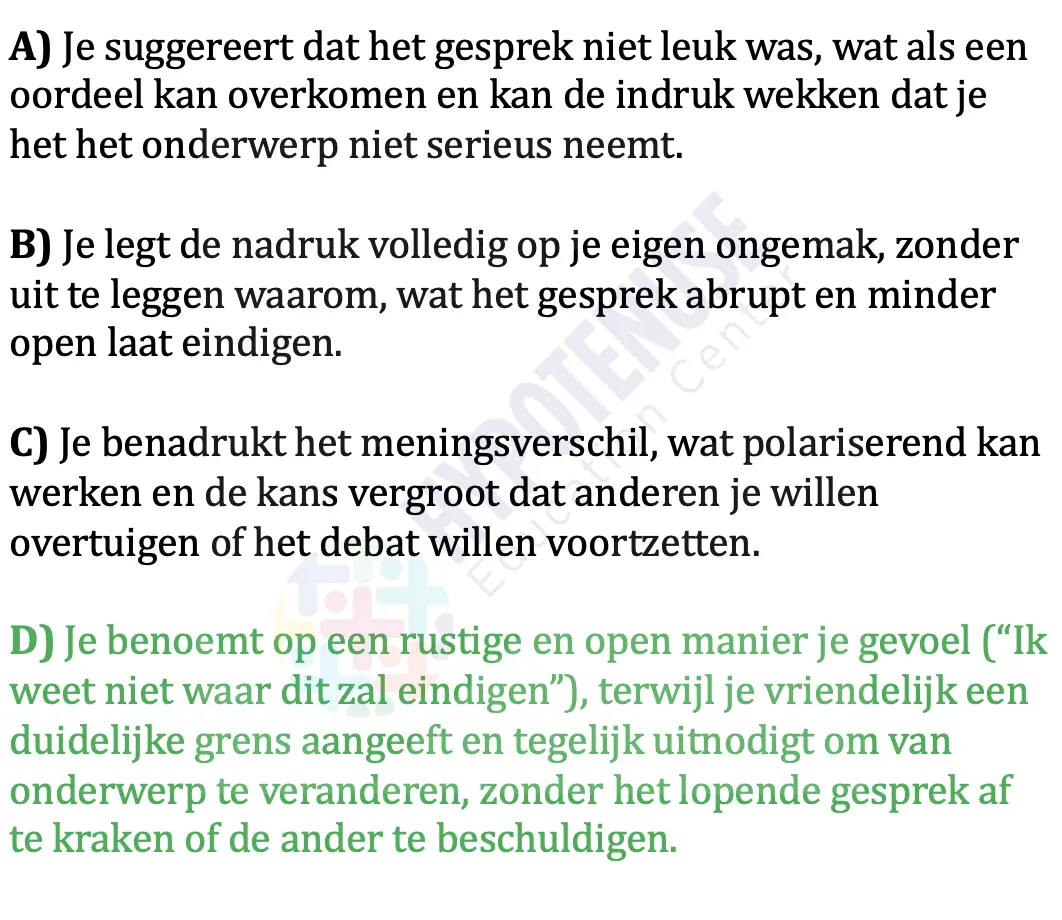 A) Je suggereert dat het gesprek niet leuk was, wat als een
oordeel kan overkomen en kan de indruk wekken dat je
het het onderwerp niet serieus neemt.
B) Je legt de nadruk volledig op je eigen ongemak, zonder
uit te leggen waarom, wat het gesprek abrupt en minder
open laat eindigen.
C) Je benadrukt het meningsverschil, wat polariserend kan
werken en de kans vergroot dat anderen je willen
overtuigen of het debat willen voortzetten.
D) Je benoemt op een rustige en open manier je gevoel (“Ik
weet niet waar dit zal eindigen”), terwijl je vriendelijk een
duidelijke grens aangeeft en tegelijk uitnodigt om van
onderwerp te veranderen, zonder het lopende gesprek af
te kraken of de ander te beschuldigen.
HYPOTENUSE
Education Center